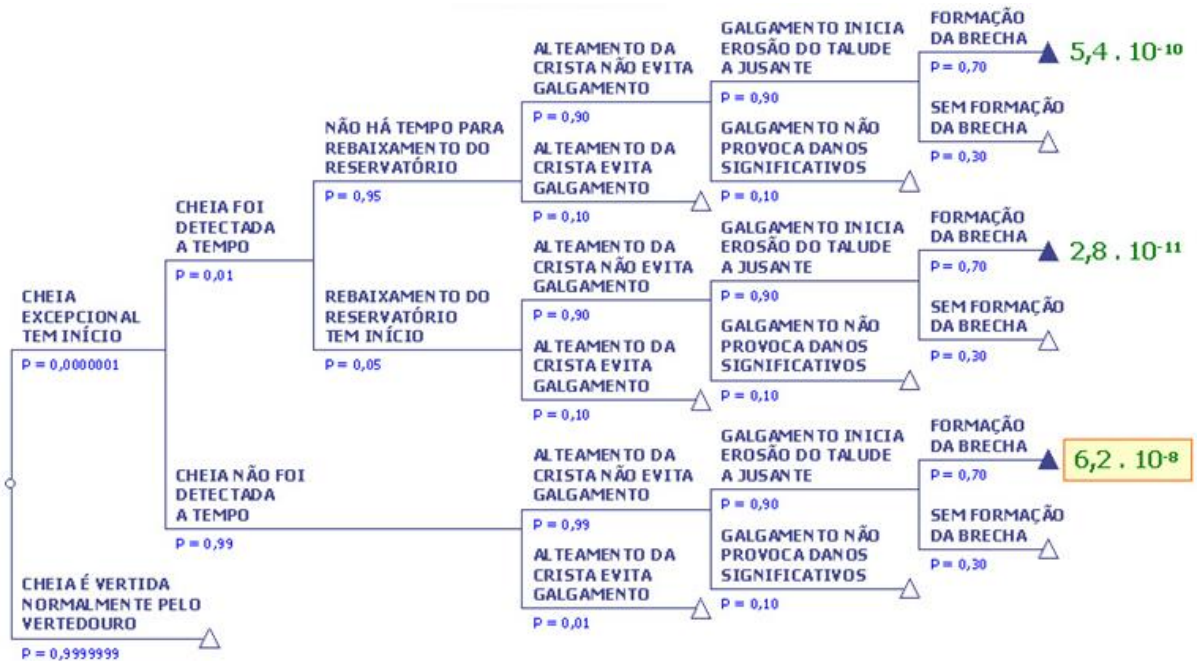 FORMAÇÃO
DA BRECHA
P = 0,70
5,4 . 10⁻¹⁰
SEM FORMAÇÃO
DA BRECHA
P = 0,30
GALGAMENTO INICIA
EROSÃO DO TALUDE
A JUSANTE
P = 0,90
GALGAMENTO NÃO
PROVOCA DANOS
SIGNIFICATIVOS
P = 0,10
ALTEAMENTO DA
CRISTA NÃO EVITA
GALGAMENTO
P = 0,90
ALTEAMENTO DA
CRISTA EVITA
GALGAMENTO
P = 0,10
NÃO HÁ TEMPO PARA
REBAIXAMENTO DO
RESERVATÓRIO
P = 0,95
CHEIA FOI
DETECTADA
A TEMPO
P = 0,01
FORMAÇÃO
DA BRECHA
P = 0,70
2,8 . 10⁻¹¹
SEM FORMAÇÃO
DA BRECHA
P = 0,30
GALGAMENTO INICIA
EROSÃO DO TALUDE
A JUSANTE
P = 0,90
GALGAMENTO NÃO
PROVOCA DANOS
SIGNIFICATIVOS
P = 0,10
ALTEAMENTO DA
CRISTA NÃO EVITA
GALGAMENTO
P = 0,90
ALTEAMENTO DA
CRISTA EVITA
GALGAMENTO
P = 0,10
REBAIXAMENTO DO
RESERVATÓRIO
TEM INÍCIO
P = 0,05
CHEIA
EXCEPCIONAL
TEM INÍCIO
P = 0,0000001
FORMAÇÃO
DA BRECHA
P = 0,70
6,2 . 10⁻⁸
SEM FORMAÇÃO
DA BRECHA
P = 0,30
GALGAMENTO INICIA
EROSÃO DO TALUDE
A JUSANTE
P = 0,90
GALGAMENTO NÃO
PROVOCA DANOS
SIGNIFICATIVOS
P = 0,10
ALTEAMENTO DA
CRISTA NÃO EVITA
GALGAMENTO
P = 0,99
ALTEAMENTO DA
CRISTA EVITA
GALGAMENTO
P = 0,01
CHEIA NÃO FOI
DETECTADA
A TEMPO
P = 0,99
CHEIA É VERTIDA
NORMALMENTE PELO
VERTEDOURO
P = 0,9999999